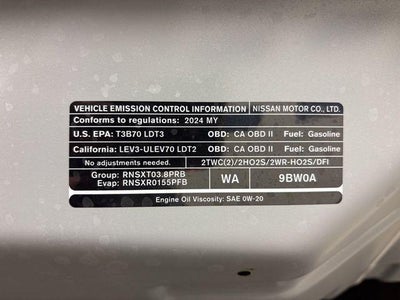 VEHICLE EMISSION CONTROL INFORMATION NISSAN MOTOR CO., LTD.
Conforms to regulations: 2024 MY
U.S. EPA: T3B70 LDT3 OBD: CA OBD II Fuel: Gasoline
California: LEV3-ULEV70 LDT2 OBD: CA OBD II Fuel: Gasoline
No adjustments needed. 2TWC(2)/2HO2S/2WR-HO2S/DFI
Group: RNSXT03.8PRB
Evap: RNSXR0155PFB
WA
9BW0A
Engine Oil Viscosity: SAE 0W-20